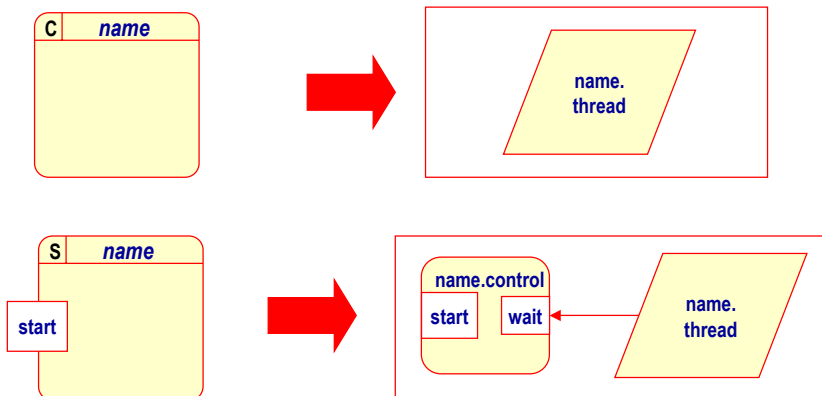 C name
name.
thread
S name
start
name.control
start wait
name.
thread